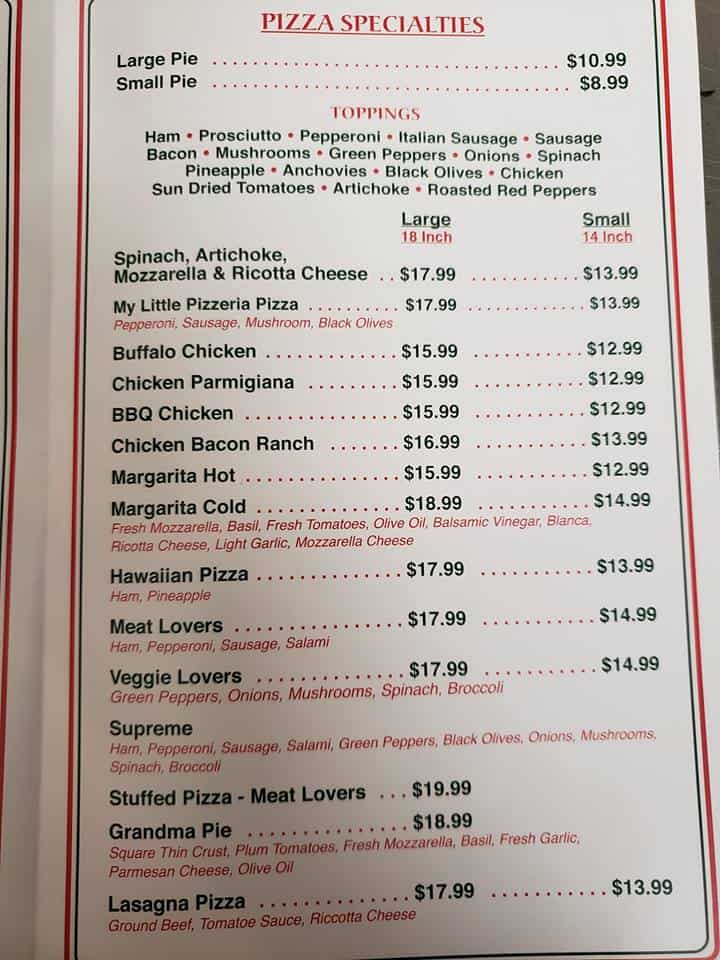 PIZZA SPECIALTIES
Large Pie .................................... $10.99
Small Pie .................................... $8.99
TOPPINGS
Ham • Prosciutto • Pepperoni • Italian Sausage • Sausage
Bacon • Mushrooms • Green Peppers • Onions • Spinach
Pineapple • Anchovies • Black Olives • Chicken
Sun Dried Tomatoes • Artichoke • Roasted Red Peppers
Large Small
18 Inch 14 Inch
Spinach, Artichoke,
Mozzarella & Ricotta Cheese .. $17.99 ........... $13.99
My Little Pizzeria Pizza .......... $17.99 ............. $13.99
Pepperoni, Sausage, Mushroom, Black Olives
Buffalo Chicken ............. $15.99 ........... $12.99
Chicken Parmigiana ......... $15.99 ........... $12.99
BBQ Chicken ............... $15.99 ........... $12.99
Chicken Bacon Ranch ....... $16.99 ........... $13.99
Margarita Hot ............... $15.99 ........... $12.99
Margarita Cold .............. $18.99 ........... $14.99
Fresh Mozzarella, Basil, Fresh Tomatoes, Olive Oil, Balsamic Vinegar, Blanca,
Ricotta Cheese, Light Garlic, Mozzarella Cheese
Hawaiian Pizza .............. $17.99 ........... $13.99
Ham, Pineapple
Meat Lovers ................. $17.99 ........... $14.99
Ham, Pepperoni, Sausage, Salami
Veggie Lovers ............... $17.99 ........... $14.99
Green Peppers, Onions, Mushrooms, Spinach, Broccoli
Supreme
Ham, Pepperoni, Sausage, Salami, Green Peppers, Black Olives, Onions, Mushrooms,
Spinach, Broccoli
Stuffed Pizza - Meat Lovers ... $19.99
Grandma Pie ................ $18.99
Square Thin Crust, Plum Tomatoes, Fresh Mozzarella, Basil, Fresh Garlic,
Parmesan Cheese, Olive Oil
Lasagna Pizza ............... $17.99 ........... $13.99
Ground Beef, Tomatoe Sauce, Riccotta Cheese